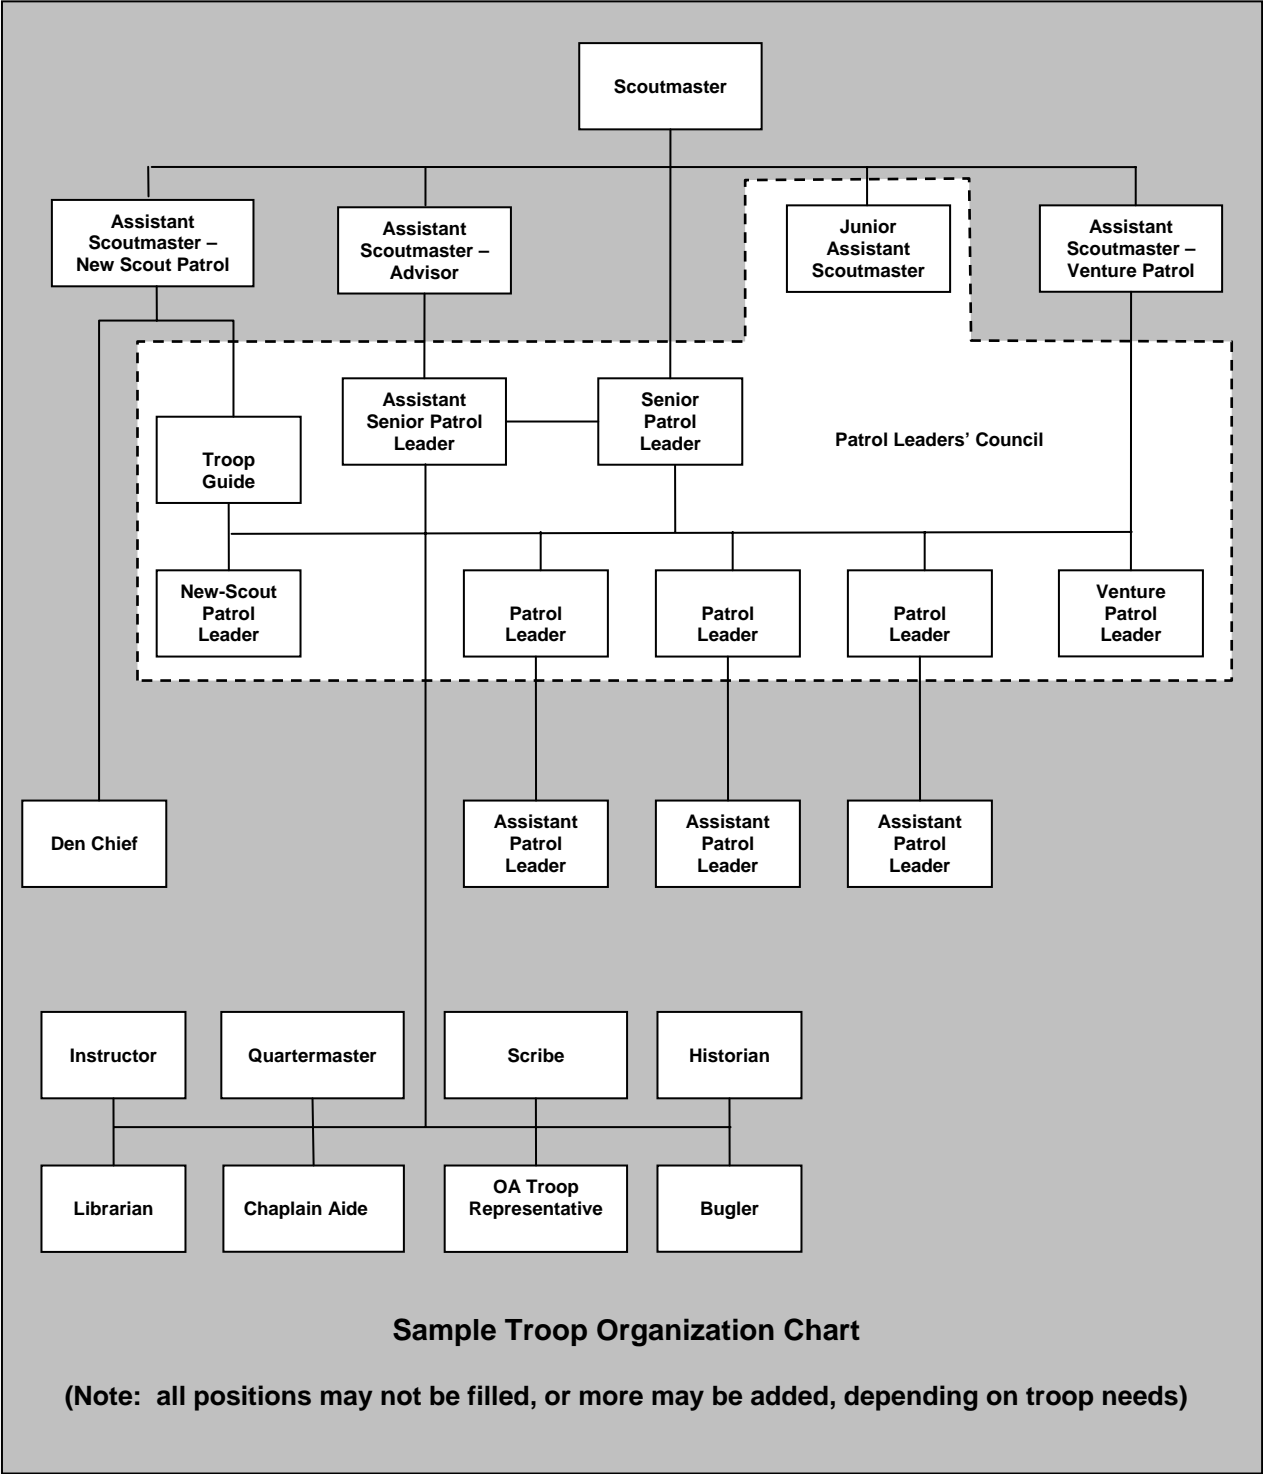 Scoutmaster
Assistant
Scoutmaster –
New Scout Patrol
Assistant
Scoutmaster –
Advisor
Junior
Assistant
Scoutmaster
Assistant
Scoutmaster –
Venture Patrol
Assistant
Senior Patrol
Leader
Senior
Patrol
Leader
Patrol Leaders’ Council
Troop
Guide
New-Scout
Patrol
Leader
Patrol
Leader
Patrol
Leader
Patrol
Leader
Venture
Patrol
Leader
Den Chief
Assistant
Patrol
Leader
Assistant
Patrol
Leader
Assistant
Patrol
Leader
Instructor
Quartermaster
Scribe
Historian
Librarian
Chaplain Aide
OA Troop
Representative
Bugler
Sample Troop Organization Chart
(Note:  all positions may not be filled, or more may be added, depending on troop needs)